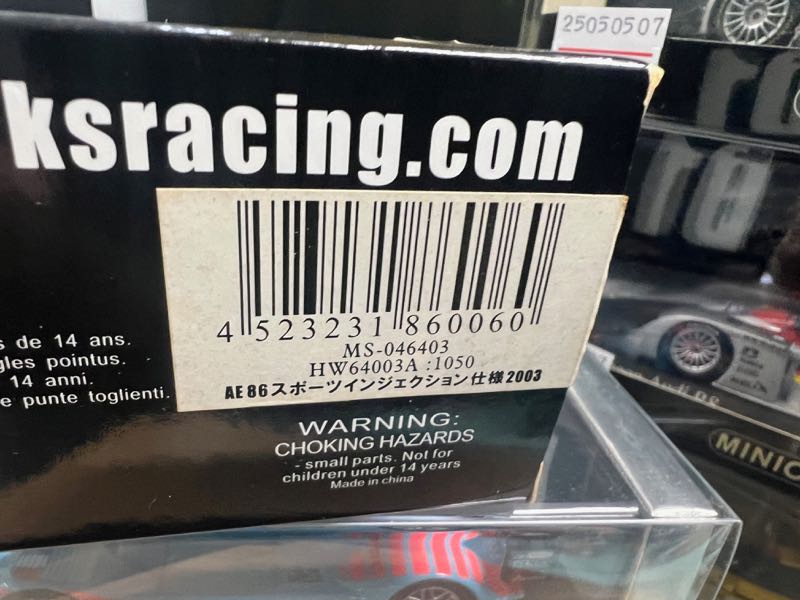 25050507
ksracing.com
4 523231 860060
MS-046403
HW64003A :1050
AE86スポーツインジェクション仕様2003
s de 14 ans.
gles pointus.
14 anni.
e punte toglienti.
WARNING:
CHOKING HAZARDS
- small parts. Not for
children under 14 years
Made in china
MINIC